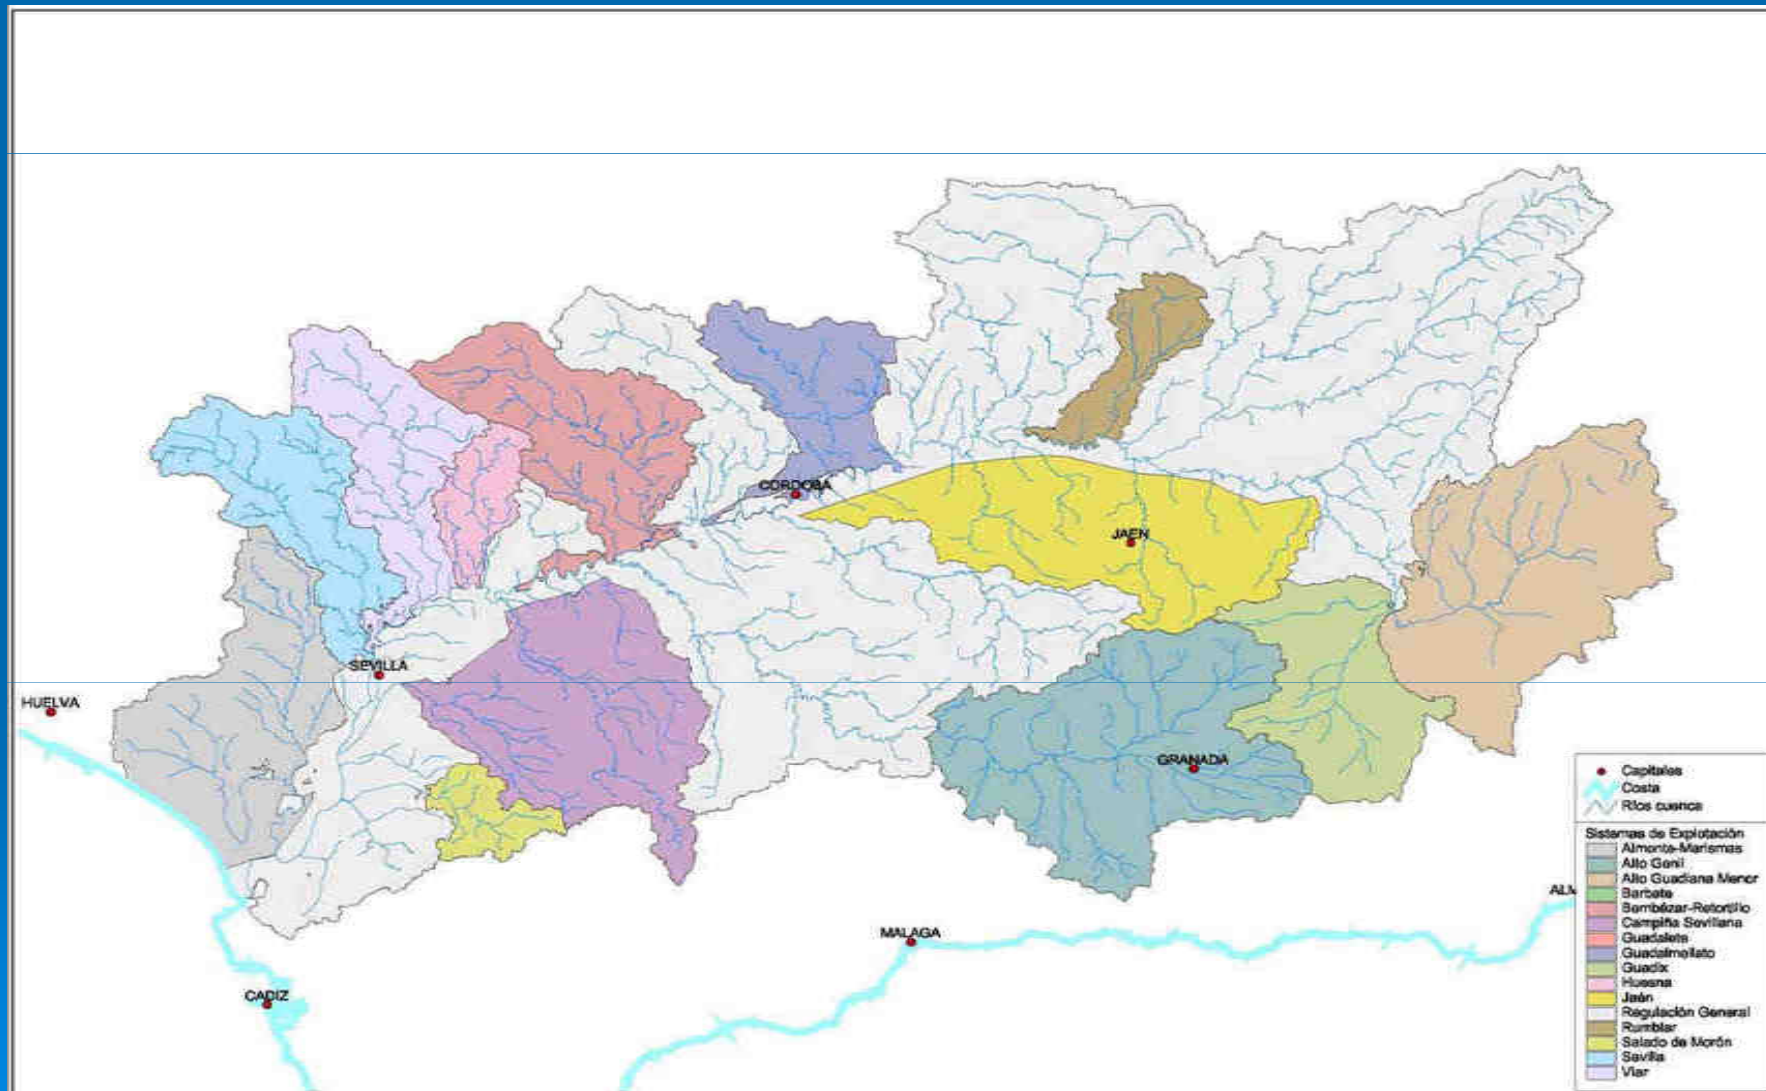 CORDOBA
JAEN
SEVILLA
HUELVA
GRANADA
MALAGA
CADIZ
ALM
Capitales
Costa
Ríos cuenca
Sistemas de Explotación
Almonte-Marismas
Alto Genil
Alto Guadiana Menor
Barbate
Bembézar-Retortillo
Campiña Sevillana
Guadalete
Guadalmellato
Guadix
Huesna
Jaén
Regulación General
Rumblar
Salado de Morón
Sevilla
Viar